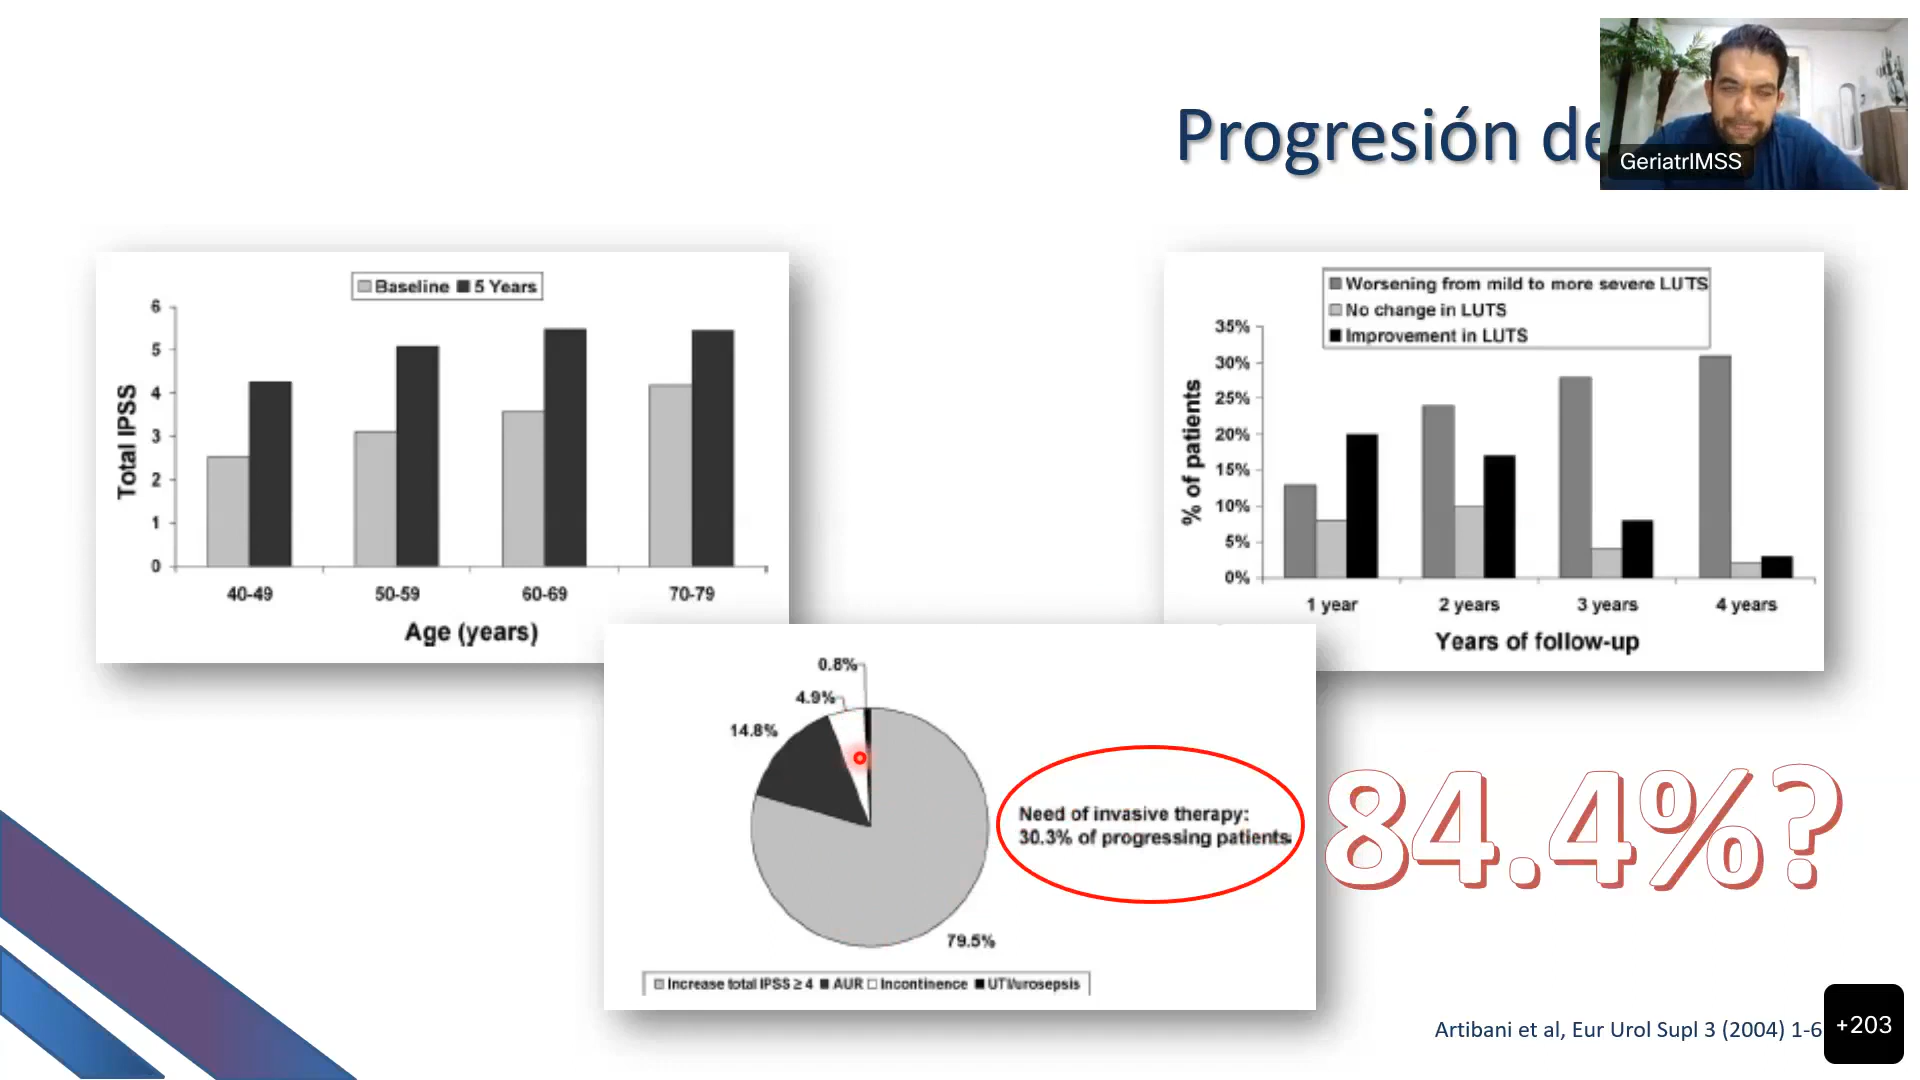 Progresión de
GeriatrIMSS
Baseline 5 Years
6
5
4
3
2
1
0
Total IPSS
40-49 50-59 60-69 70-79
Age (years)
Worsening from mild to more severe LUTS
No change in LUTS
Improvement in LUTS
35%
30%
25%
20%
15%
10%
5%
0%
% of patients
1 year 2 years 3 years 4 years
Years of follow-up
0.8%
4.9%
14.8%
79.5%
Need of invasive therapy:
30.3% of progressing patients
Increase total IPSS ≥ 4 AUR Incontinence UTI/urosepsis
84.4%?
Artibani et al, Eur Urol Supl 3 (2004) 1-6
+203